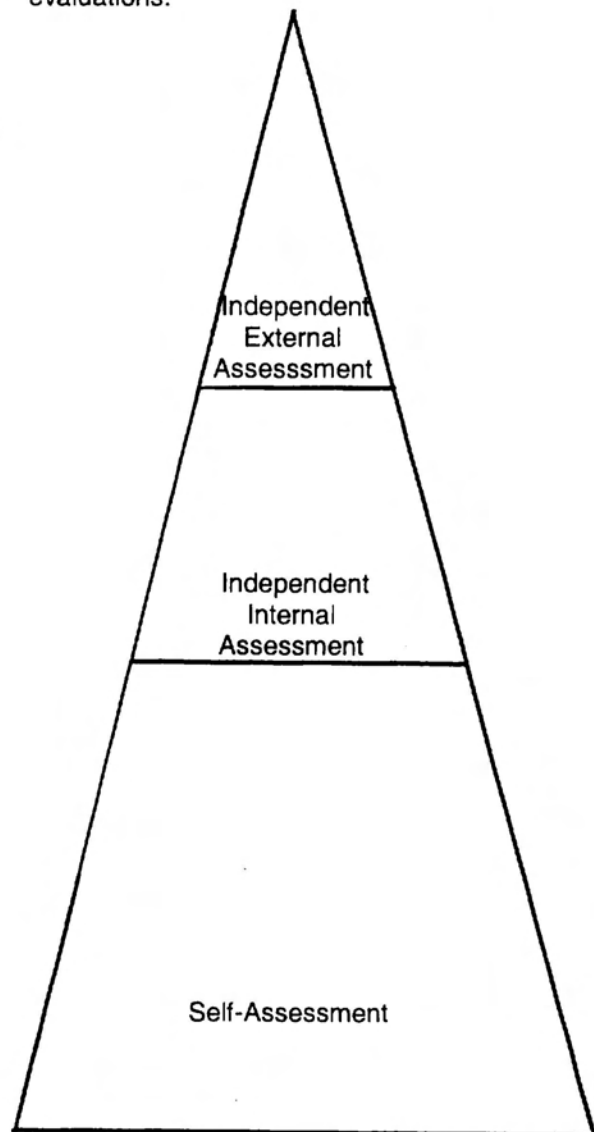 evaluations.
Independent
External
Assesssment
Independent
Internal
Assessment
Self-Assessment